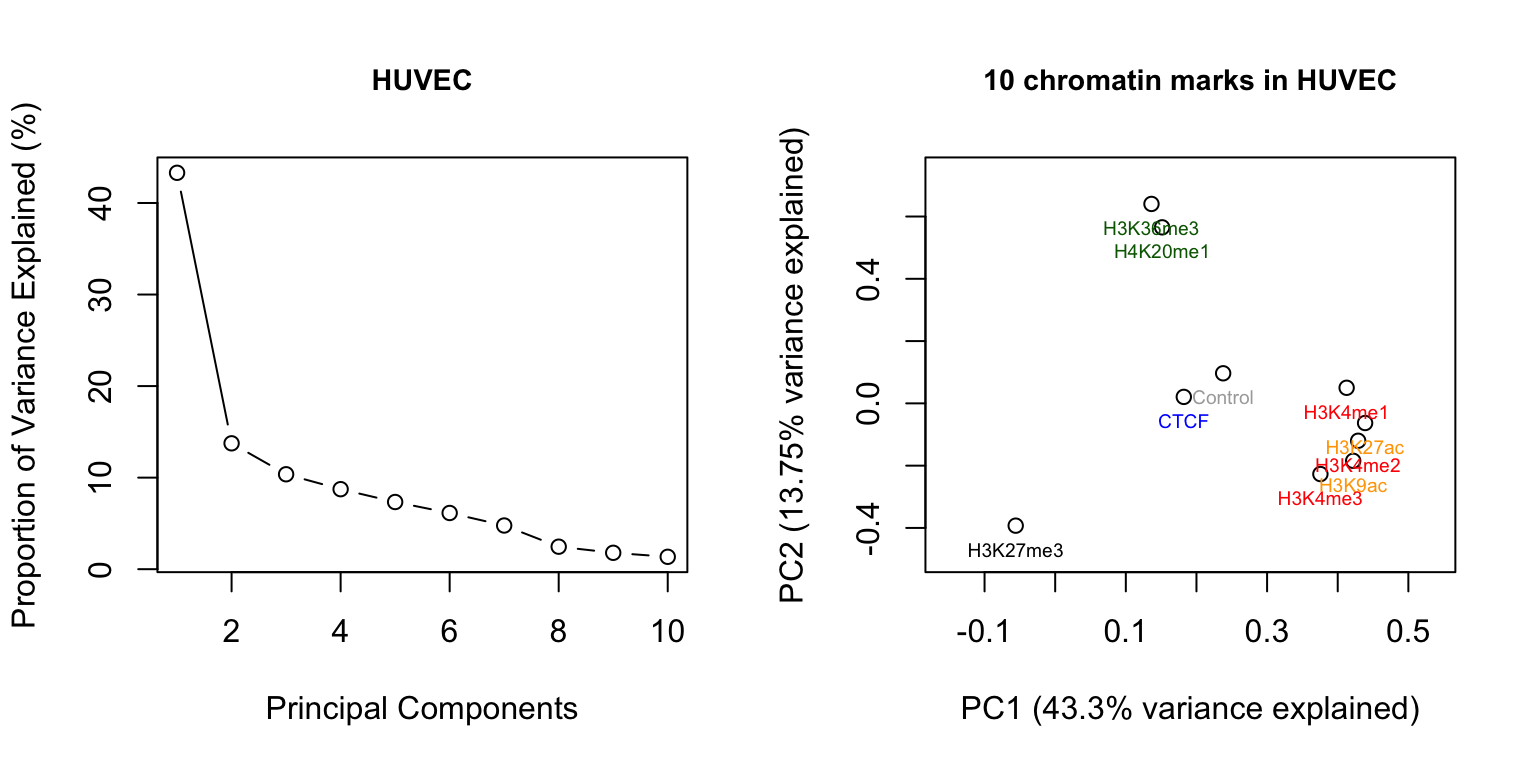 HUVEC
Proportion of Variance Explained (%)
40
30
20
10
0
2 4 6 8 10
Principal Components
10 chromatin marks in HUVEC
PC2 (13.75% variance explained)
0.4
0.0
-0.4
H3K36me3
H4K20me1
Control
CTCF
H3K4me1
H3K27ac
H3K4me2
H3K9ac
H3K4me3
H3K27me3
-0.1 0.1 0.3 0.5
PC1 (43.3% variance explained)